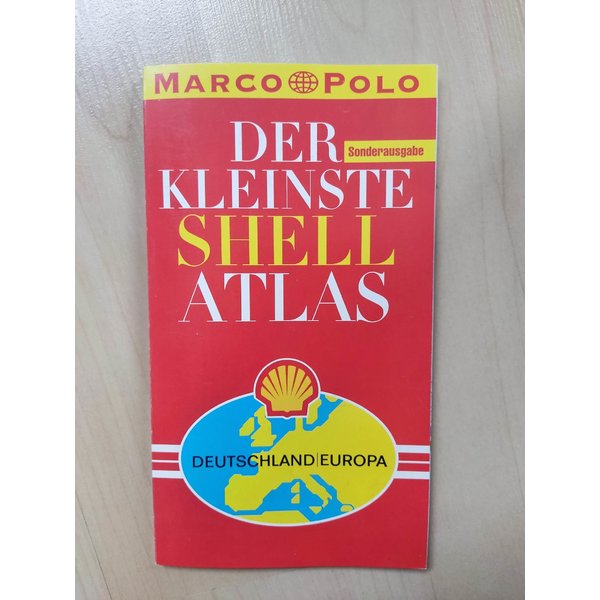 MARCO POLO
DER
Sonderausgabe
KLEINSTE
SHELL
ATLAS
DEUTSCHLAND|EUROPA